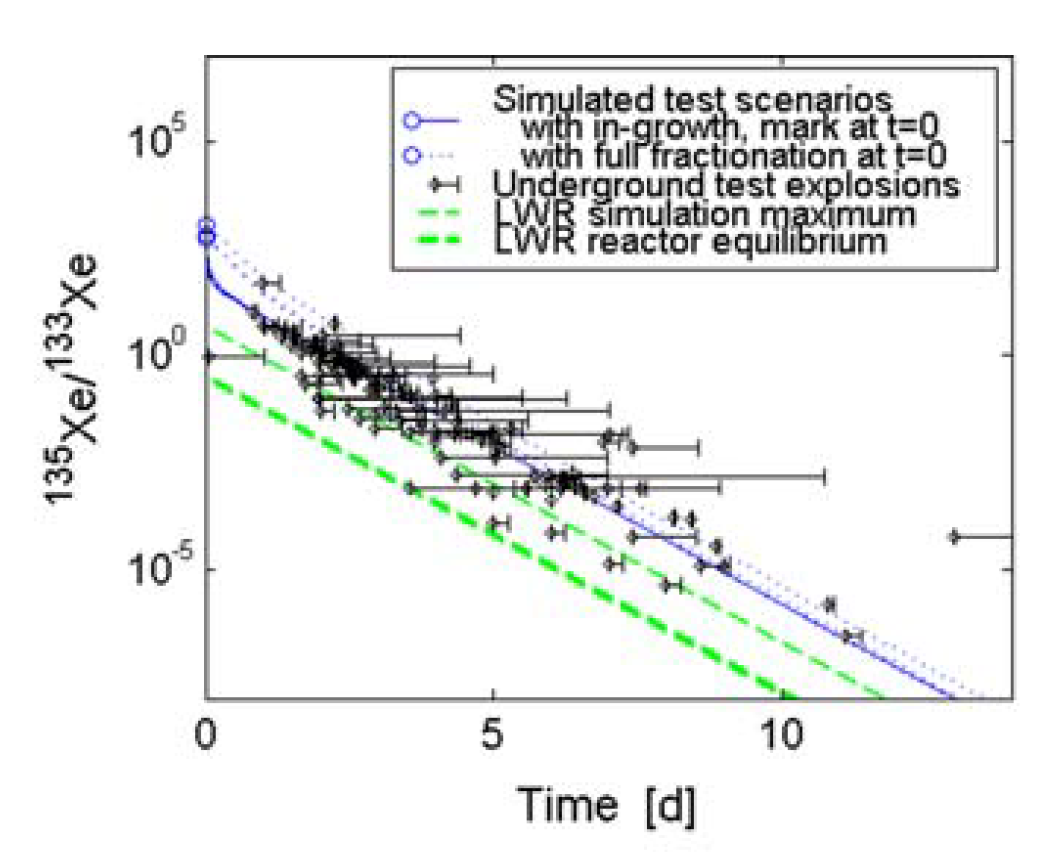 Simulated test scenarios
with in-growth, mark at t=0
with full fractionation at t=0
Underground test explosions
LWR simulation maximum
LWR reactor equilibrium
10⁵
10⁰
10⁻⁵
¹³⁵Xe/¹³³Xe
0 5 10
Time [d]